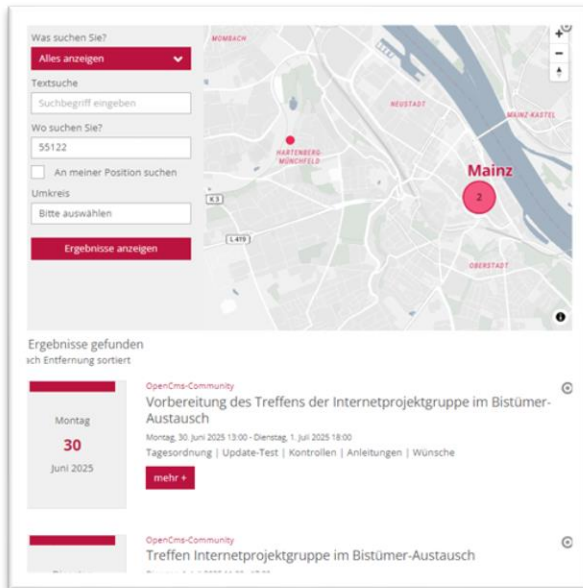 Was suchen Sie?
Alles anzeigen
Textsuche
Suchbegriff eingeben
Wo suchen Sie?
55122
An meiner Position suchen
Umkreis
Bitte auswählen
Ergebnisse anzeigen
MOMBACH
NEUSTADT
MAINZ-KASTEL
HARTENBERG-
MÜNCHFELD
Mainz
2
K 3
L 419
OBERSTADT
Ergebnisse gefunden
ach Entfernung sortiert
Montag
30
Juni 2025
OpenCms-Community
Vorbereitung des Treffens der Internetprojektgruppe im Bistümer-
Austausch
Montag, 30. Juni 2025 13:00 - Dienstag, 1. Juli 2025 18:00
Tagesordnung | Update-Test | Kontrollen | Anleitungen | Wünsche
mehr +
OpenCms-Community
Treffen Internetprojektgruppe im Bistümer-Austausch